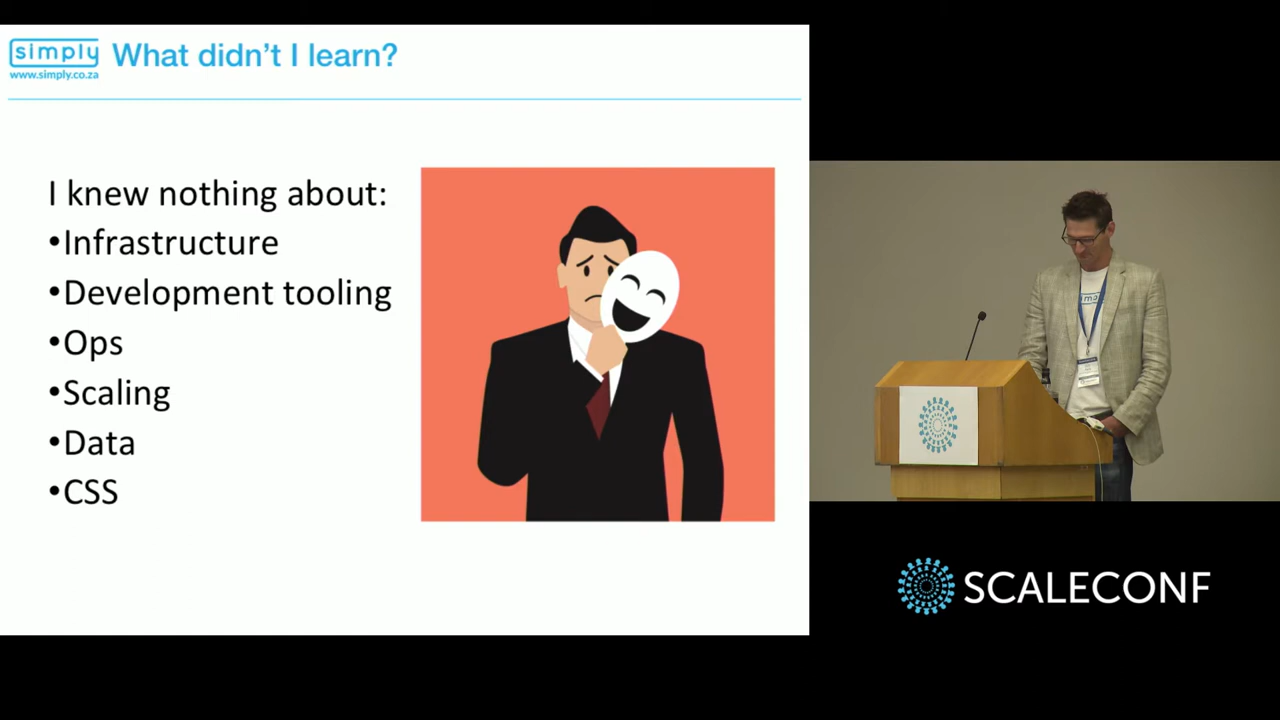 simply
www.simply.co.za
What didn't I learn?
I knew nothing about:
•Infrastructure
•Development tooling
•Ops
•Scaling
•Data
•CSS
simply
SCALECONF